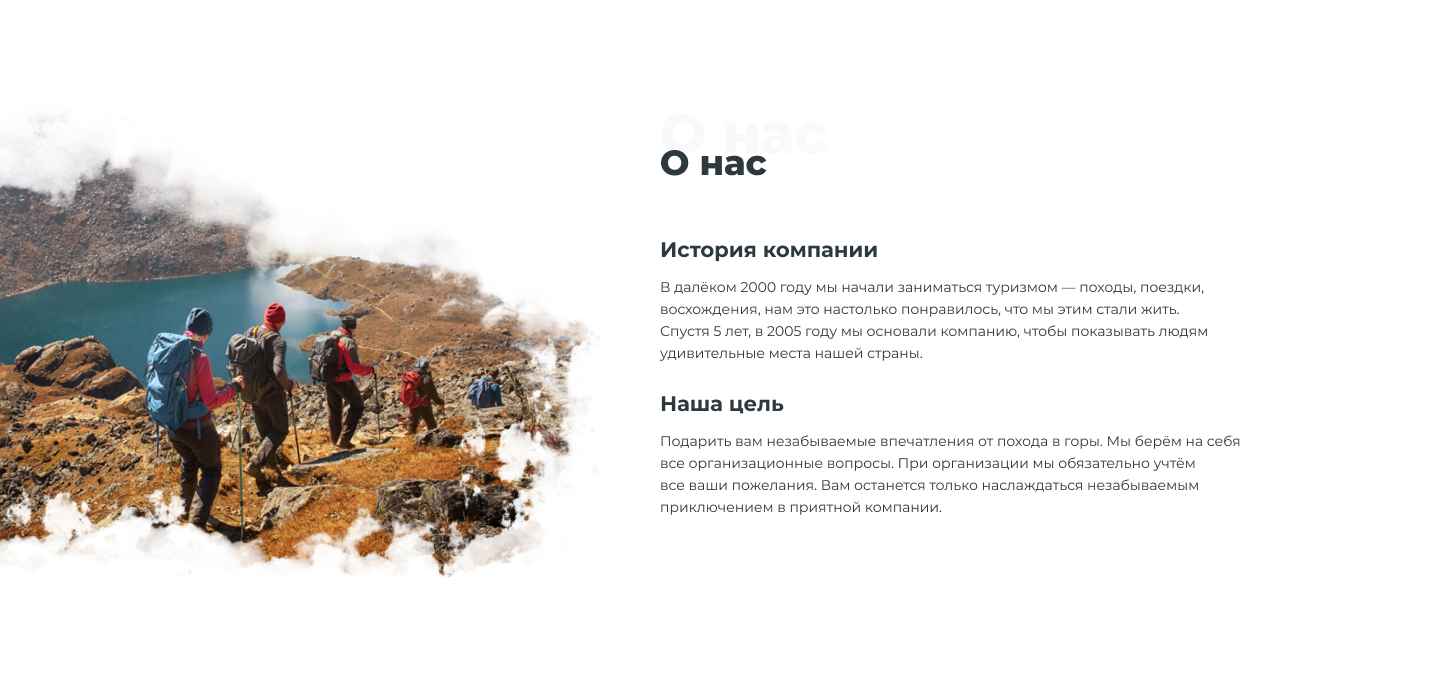 О нас
О нас
История компании
В далёком 2000 году мы начали заниматься туризмом — походы, поездки,
восхождения, нам это настолько понравилось, что мы этим стали жить.
Спустя 5 лет, в 2005 году мы основали компанию, чтобы показывать людям
удивительные места нашей страны.
Наша цель
Подарить вам незабываемые впечатления от похода в горы. Мы берём на себя
все организационные вопросы. При организации мы обязательно учтём
все ваши пожелания. Вам останется только наслаждаться незабываемым
приключением в приятной компании.